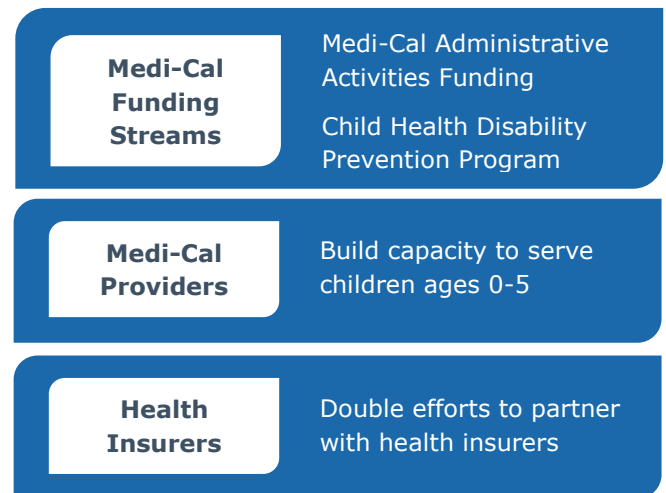 Medi-Cal
Funding
Streams
Medi-Cal Administrative
Activities Funding
Child Health Disability
Prevention Program
Medi-Cal
Providers
Build capacity to serve
children ages 0-5
Health
Insurers
Double efforts to partner
with health insurers